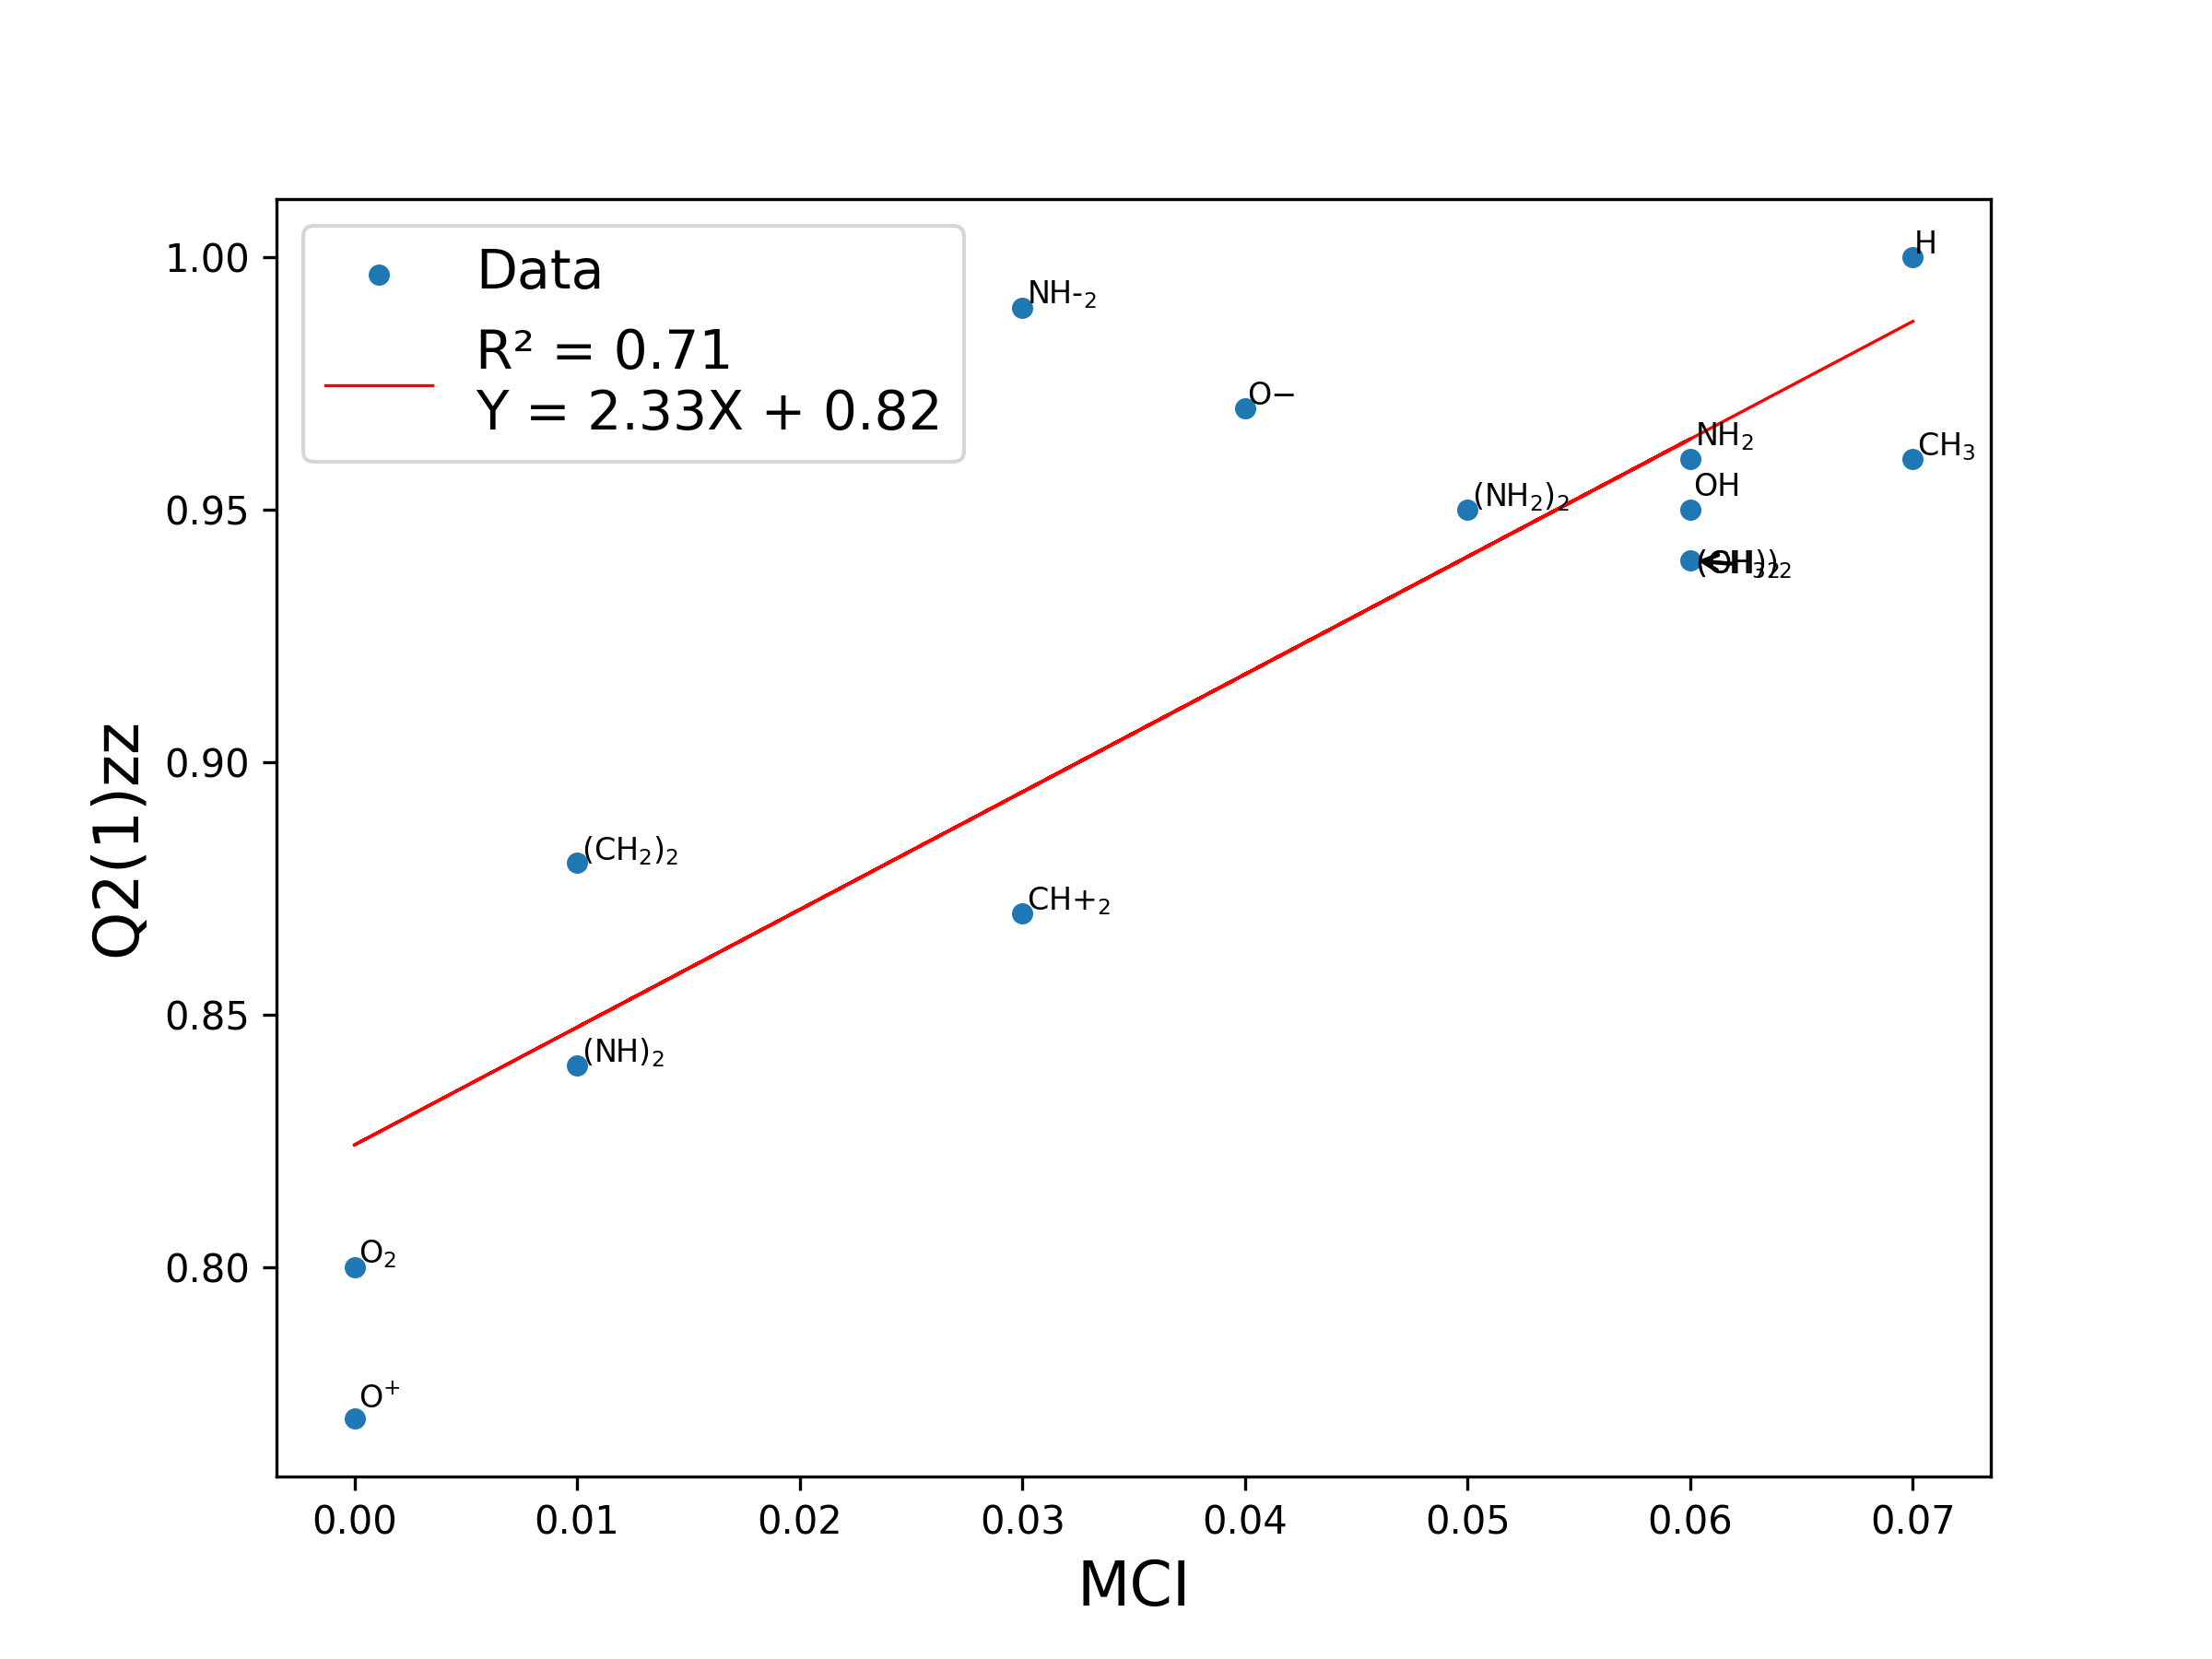 Data
R² = 0.71
Y = 2.33X + 0.82
H
NH-₂
O−
NH₂
CH₃
OH
(NH₂)₂
(CH₂)₂
CH+₂
(NH)₂
O₂
O⁺
1.00
0.95
0.90
0.85
0.80
Q2(1)zz
0.00 0.01 0.02 0.03 0.04 0.05 0.06 0.07
MCI